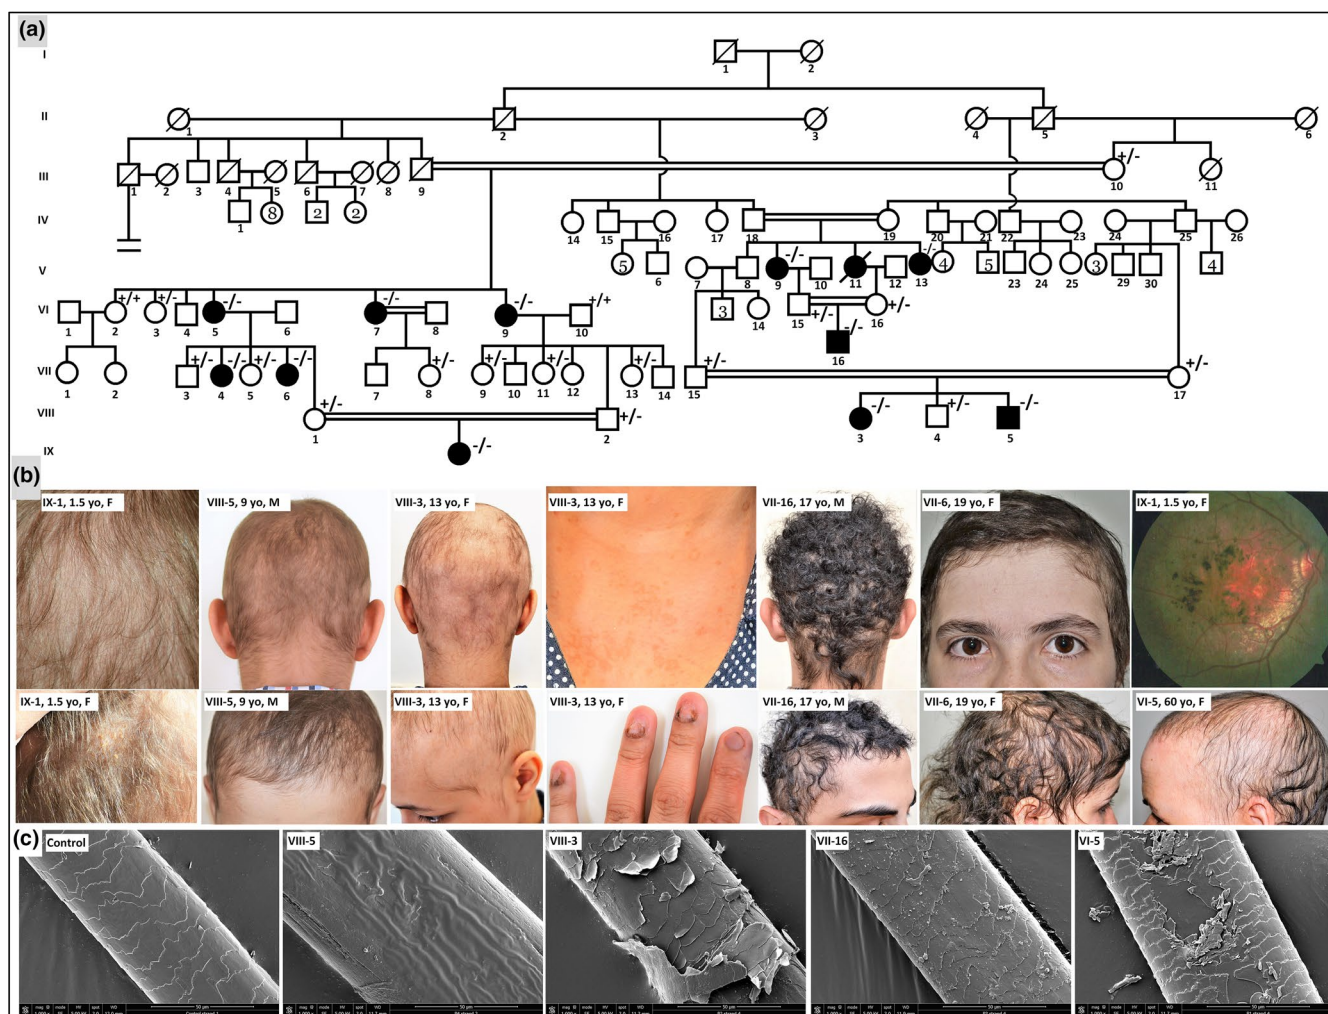 (a)
I
1 2
II
1 2 3 4 5 6
+/-
III
1 2 3 4 5 6 7 8 9 10 11
IV
1 8 2 2 14 15 16 17 18 19 20 21 22 23 24 25 26
-/- -/-
V
5 6 7 8 9 10 11 12 13 4 5 23 24 25 3 29 30 4
+/+ +/- -/- -/- -/- +/+
VI
1 2 3 4 5 6 7 8 9 10 3 14 15 +/- 16 +/-
-/-
16
+/- -/- +/- -/- +/- +/- +/- +/- +/- +/-
VII
1 2 3 4 5 6 7 8 9 10 11 12 13 14 15 17
+/- +/- -/- +/- -/-
VIII
1 2 3 4 5
-/-
IX
(b)
IX-1, 1.5 yo, F
VIII-5, 9 yo, M
VIII-3, 13 yo, F
VIII-3, 13 yo, F
VII-16, 17 yo, M
VII-6, 19 yo, F
IX-1, 1.5 yo, F
IX-1, 1.5 yo, F
VIII-5, 9 yo, M
VIII-3, 13 yo, F
VIII-3, 13 yo, F
VII-16, 17 yo, M
VII-6, 19 yo, F
VI-5, 60 yo, F
(c)
Control
VIII-5
VIII-3
VII-16
VI-5